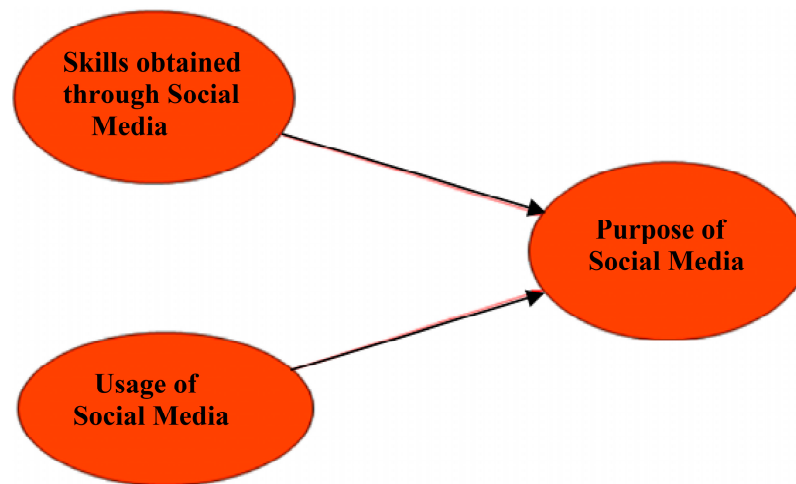 Skills obtained
through Social
Media
Purpose of
Social Media
Usage of
Social Media